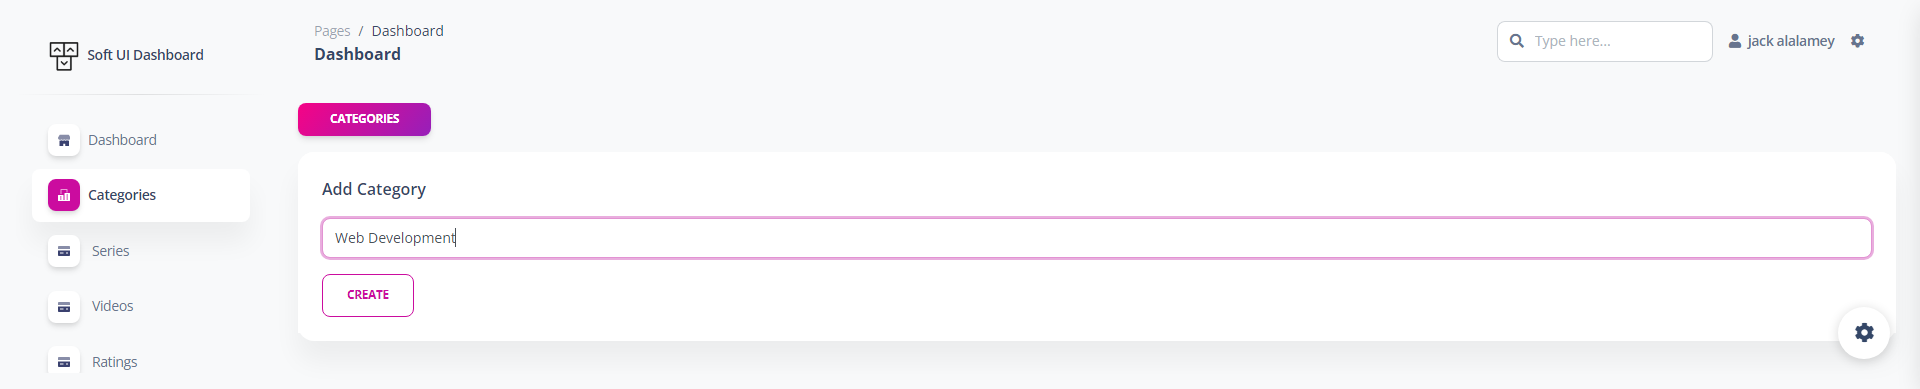 Soft UI Dashboard
Dashboard
Categories
Series
Videos
Ratings
Pages / Dashboard
Dashboard
Type here...
jack alalamey
CATEGORIES
Add Category
Web Development
CREATE